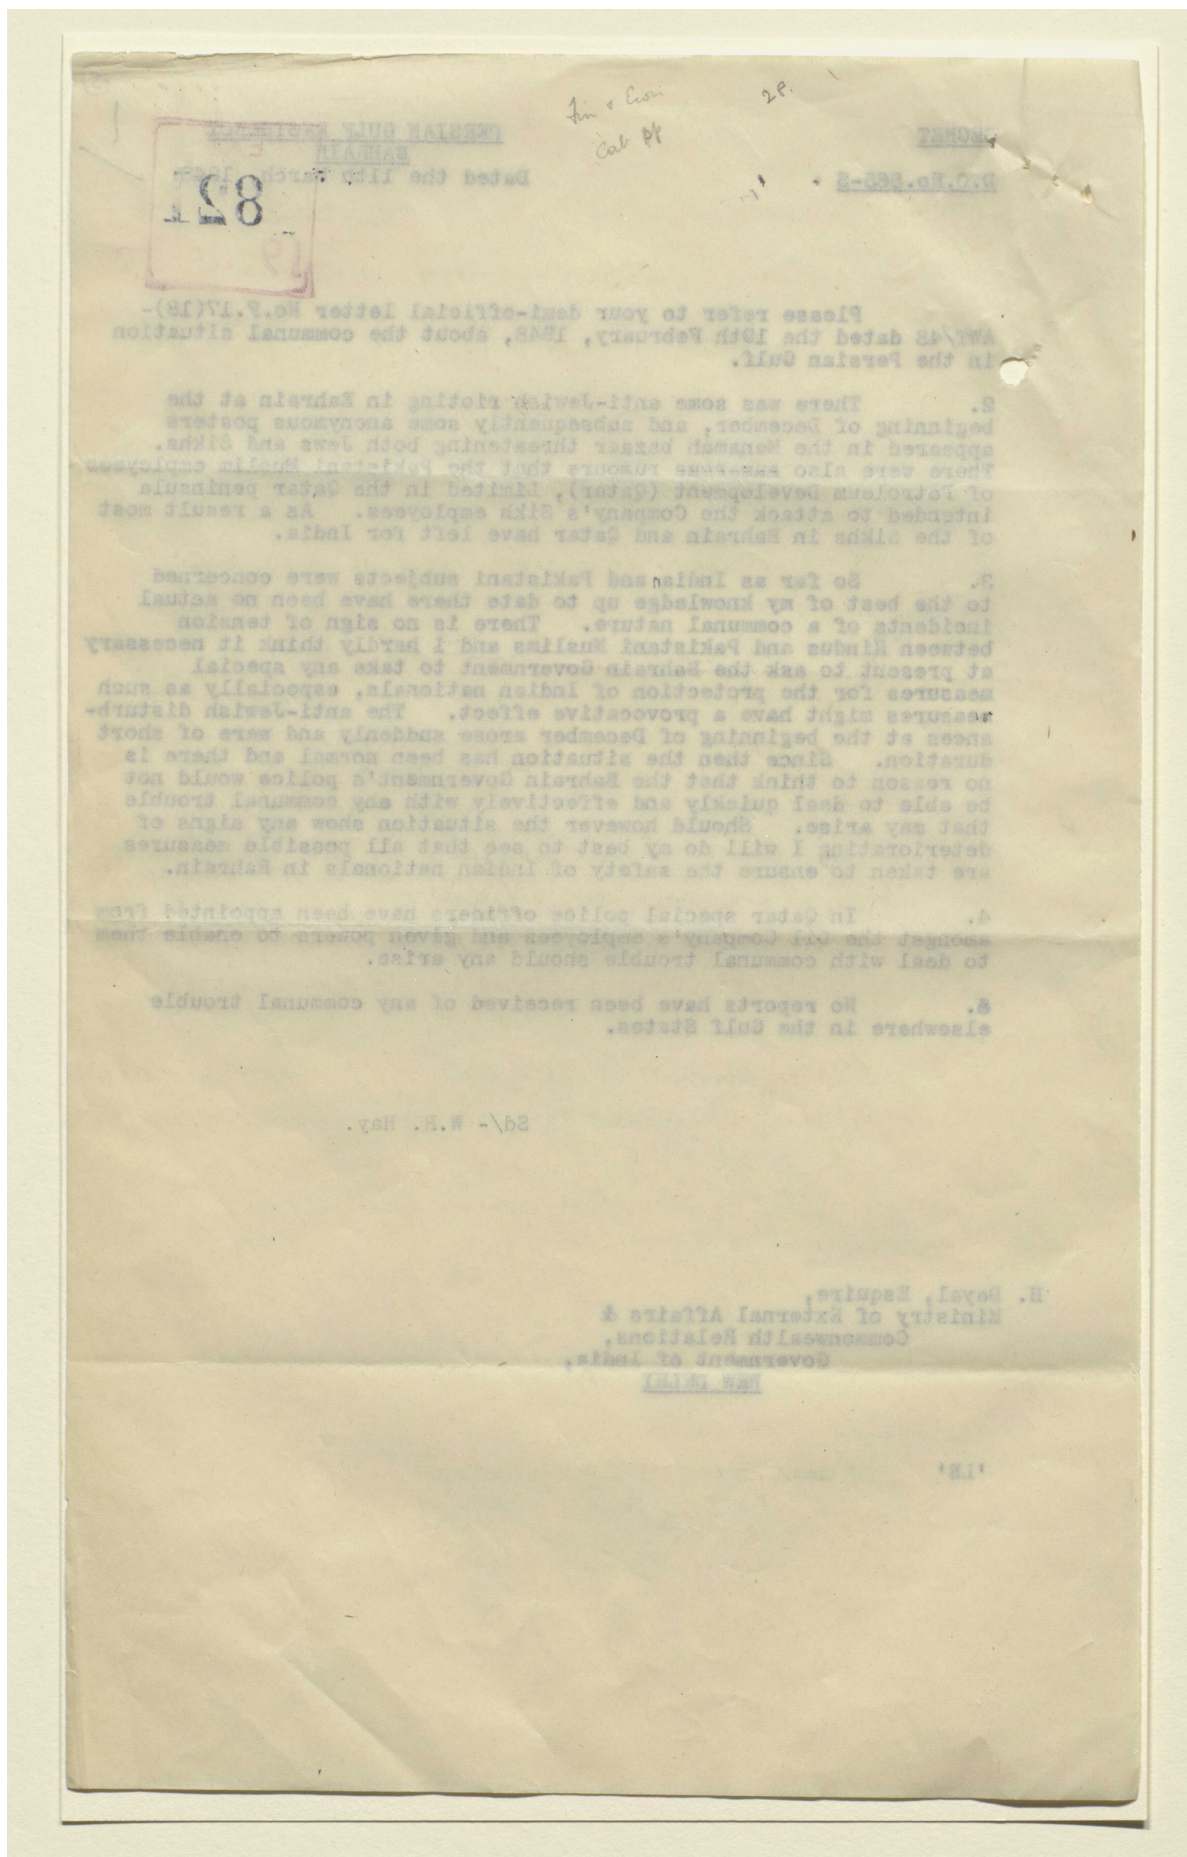 28.
Fin & Econ
Cat pp
SECRET
PERSIAN GULF RESIDENCY
BAHRAIN
D.O.No.565-S
Dated the 11th March, 1948
821
19
Please refer to your demi-official letter No.F.17(18)-
AWT/48 dated the 19th February, 1948, about the communal situation
in the Persian Gulf.
2. There was some anti-Jewish rioting in Bahrain at the
beginning of December, and subsequently some anonymous posters
appeared in the Manamah bazaar threatening both Jews and Sikhs.
There were also rumours that the Pakistani Muslim employees
of Petroleum Development (Qatar), Limited in the Qatar peninsula
intended to attack the Company's Sikh employees. As a result most
of the Sikhs in Bahrain and Qatar have left for India.
3. So far as Indian and Pakistani subjects were concerned
to the best of my knowledge up to date there have been no actual
incidents of a communal nature. There is no sign of tension
between Hindus and Pakistani Muslims and I hardly think it necessary
at present to ask the Bahrain Government to take any special
measures for the protection of Indian nationals, especially as such
measures might have a provocative effect. The anti-Jewish disturb-
ances at the beginning of December arose suddenly and were of short
duration. Since then the situation has been normal and there is
no reason to think that the Bahrain Government's police would not
be able to deal quickly and effectively with any communal trouble
that may arise. Should however the situation show any signs of
deteriorating I will do my best to see that all possible measures
are taken to ensure the safety of Indian nationals in Bahrain.
4. In Qatar special police officers have been appointed from
amongst the Oil Company's employees and given powers to enable them
to deal with communal trouble should any arise.
5. No reports have been received of any communal trouble
elsewhere in the Gulf States.
Sd/- W.R. Hay.
H. Dayal, Esquire,
Ministry of External Affairs &
Commonwealth Relations,
Government of India,
NEW DELHI
'LE'